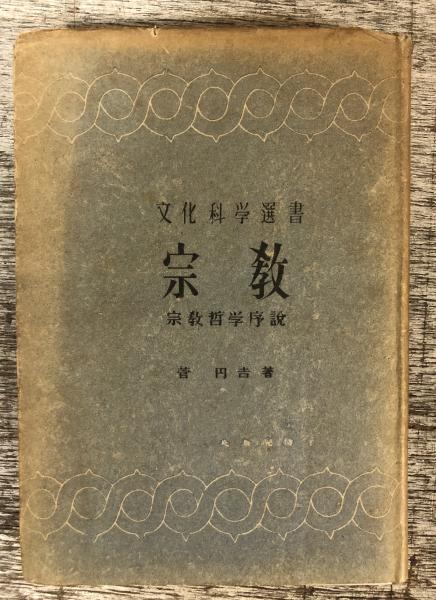 文化科学選書
宗教
宗教哲学序説
菅円吉著